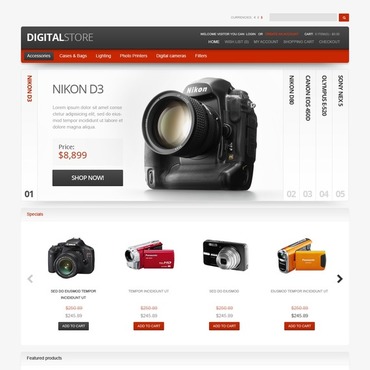 CURRENCIES: € £ $
DIGITALSTORE
WELCOME VISITOR YOU CAN LOGIN OR CREATE AN ACCOUNT CART: 0 ITEM(S) - $0.00
HOME WISH LIST (0) MY ACCOUNT SHOPPING CART CHECKOUT
Accessories Cases & Bags Lighting Photo Printers Digital cameras Filters
NIKON D3
NIKON D3
Lorem ipsum dolor sit amet conse
ctetur adipisicing elit, sed do eiusmod
tempor incididunt ut labore et
dolore magna aliqua.
Price:
$8,899
SHOP NOW!
Nikon
NIKON D80
CANON EOS 450D
OLYMPUS E-520
SONY NEX 5
01 02 03 04 05
Specials
SED DO EIUSMOD TEMPOR INCIDIDUNT UT
TEMPOR INCIDIDUNT UT
SED DO EIUSMOD
TEMPOR INCIDIDUNT UT
$250.89 $250.89 $250.89 $250.89
$245.89 $245.89 $245.89 $245.89
ADD TO CART ADD TO CART ADD TO CART ADD TO CART
Featured products